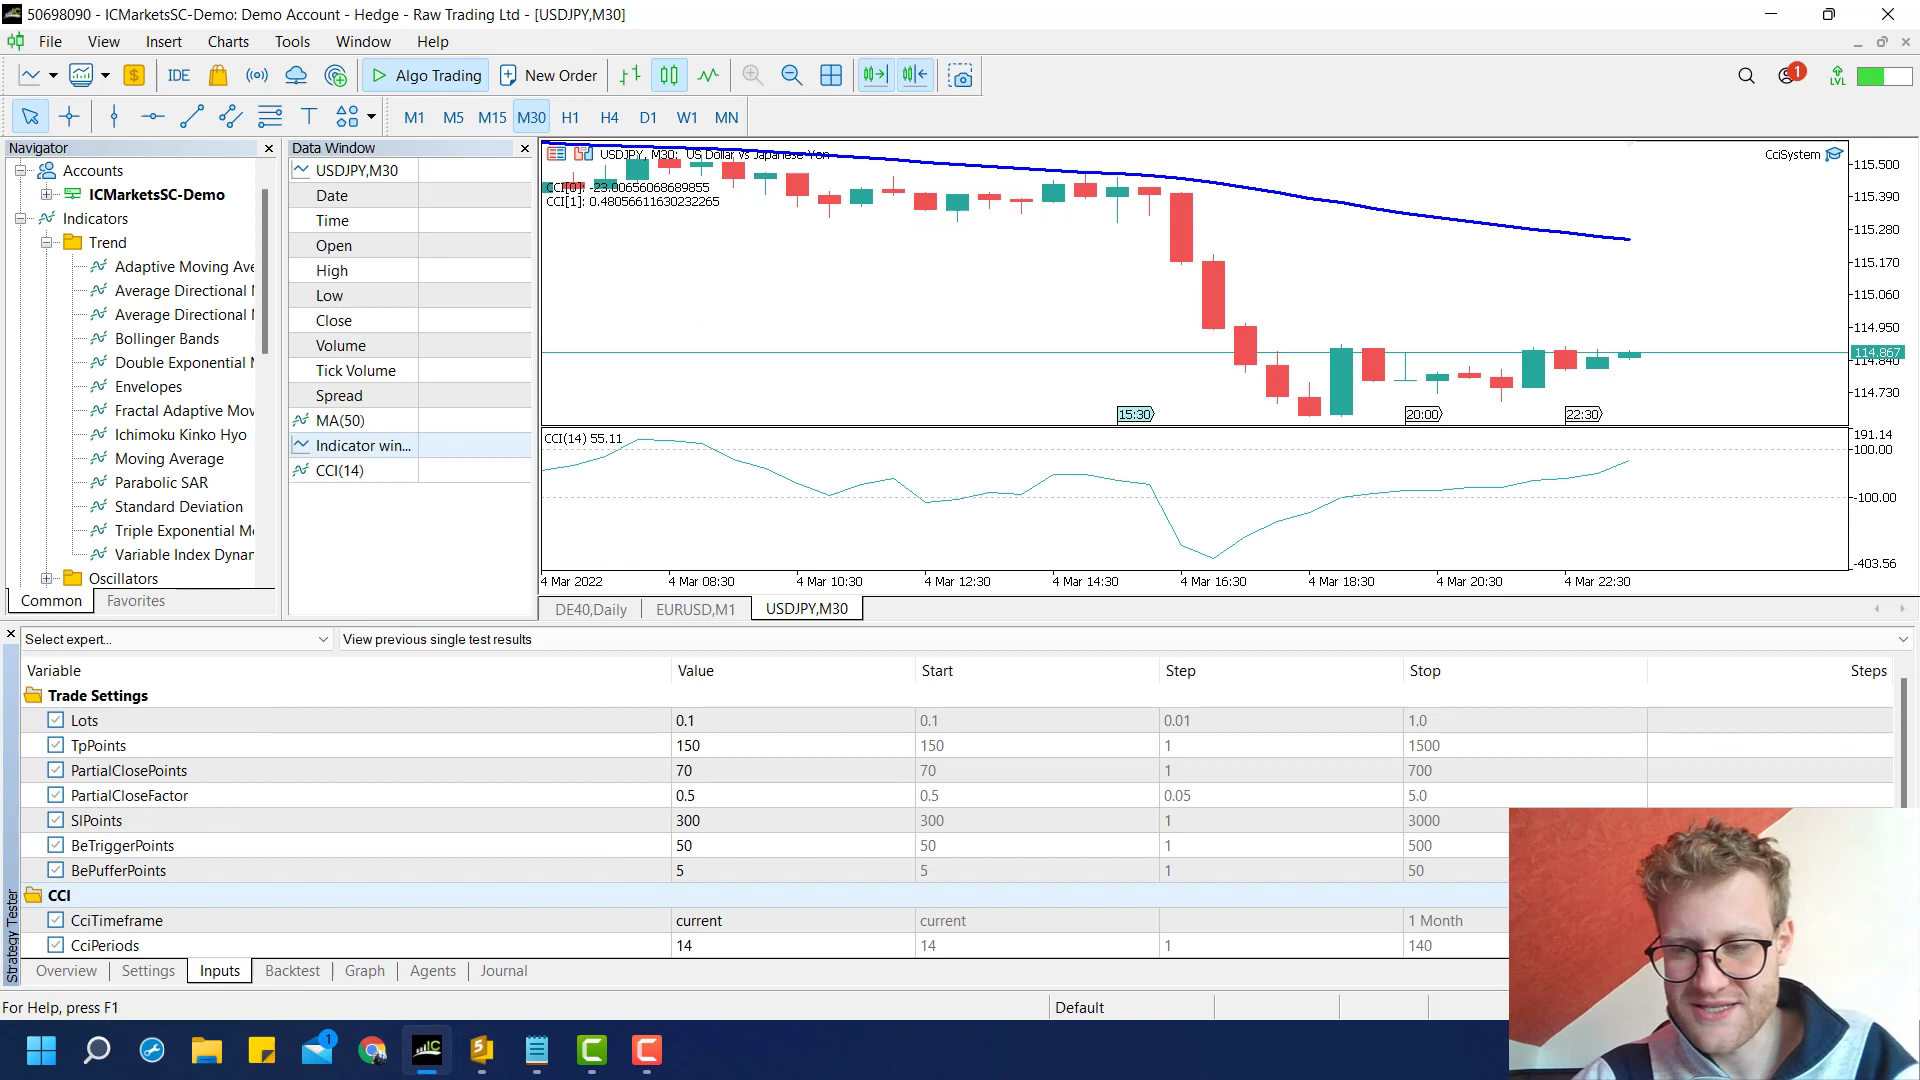 50698090 - ICMarketsSC-Demo: Demo Account - Hedge - Raw Trading Ltd - [USDJPY,M30]
File View Insert Charts Tools Window Help
IDE Algo Trading New Order 1 LVL
M1 M5 M15 M30 H1 H4 D1 W1 MN
Navigator
Accounts
ICMarketsSC-Demo
Indicators
Trend
Adaptive Moving Ave
Average Directional
Average Directional
Bollinger Bands
Double Exponential
Envelopes
Fractal Adaptive Mov
Ichimoku Kinko Hyo
Moving Average
Parabolic SAR
Standard Deviation
Triple Exponential Mo
Variable Index Dynan
Oscillators
Common Favorites
Data Window
USDJPY,M30
Date
Time
Open
High
Low
Close
Volume
Tick Volume
Spread
MA(50)
Indicator win...
CCI(14)
USDJPY, M30: US Dollar vs Japanese Yen
CciSystem
CCI[0]: -23.00656068689855
CCI[1]: 0.48056611630232265
115.500
115.390
115.280
115.170
115.060
114.950
114.867
114.840
114.730
15:30 20:00 22:30
CCI(14) 55.11
191.14
100.00
-100.00
-403.56
4 Mar 2022 4 Mar 08:30 4 Mar 10:30 4 Mar 12:30 4 Mar 14:30 4 Mar 16:30 4 Mar 18:30 4 Mar 20:30 4 Mar 22:30
DE40,Daily EURUSD,M1 USDJPY,M30
Select expert... View previous single test results
Variable Value Start Step Stop Steps
Trade Settings
Lots 0.1 0.1 0.01 1.0
TpPoints 150 150 1 1500
PartialClosePoints 70 70 1 700
PartialCloseFactor 0.5 0.5 0.05 5.0
SlPoints 300 300 1 3000
BeTriggerPoints 50 50 1 500
BePufferPoints 5 5 1 50
CCI
CciTimeframe current current 1 Month
CciPeriods 14 14 1 140
Strategy Tester
Overview Settings Inputs Backtest Graph Agents Journal
For Help, press F1 Default
1 IC 5 C C